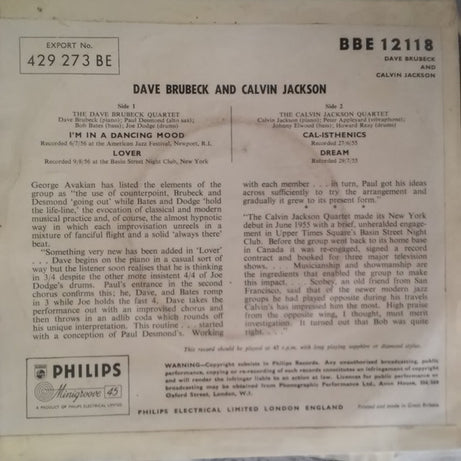 EXPORT No.
429 273 BE
BBE 12118
DAVE BRUBECK
AND
CALVIN JACKSON
DAVE BRUBECK AND CALVIN JACKSON
Side 1
THE DAVE BRUBECK QUARTET
Dave Brubeck (piano); Paul Desmond (alto sax);
Bob Bates (bass); Joe Dodge (drums)
I'M IN A DANCING MOOD
Recorded 6/7/56 at the American Jazz Festival, Newport, R.I.
LOVER
Recorded 9/8/56 at the Basin Street Night Club, New York
Side 2
THE CALVIN JACKSON QUARTET
Calvin Jackson (piano); Peter Appleyard (vibraphone);
Johnny Elwood (bass); Howard Reay (drums)
CAL-ISTHENICS
Recorded 27/6/55
DREAM
Recorded 29/7/55
George Avakian has listed the elements of the
group as "the use of counterpoint, Brubeck and
Desmond 'going out' while Bates and Dodge 'hold
the life-line,' the evocation of classical and modern
musical practice and, of course, the almost hypnotic
way in which each improvisation unreels in a
mixture of fanciful flight and a solid 'always there'
beat.
"Something very new has been added in 'Lover'
. . . Dave begins on the piano in a casual sort of
way but the listener soon realises that he is thinking
in 3/4 despite the other more insistent 4/4 of Joe
Dodge's drums. Paul's entrance in the second
chorus confirms this; he, Dave and Bates romp
in 3 while Joe holds the fast 4. Dave takes the
performance out with an improvised chorus and
then throws in an adlib coda which rounds off
his unique interpretation. This routine . . . started
with a conception of Paul Desmond's. Working
with each member . . . in turn, Paul got his ideas
across sufficiently to try the arrangement and
gradually it grew to its present form."
* * *
"The Calvin Jackson Quartet made its New York
debut in June 1955 with a brief, unheralded engage-
ment in Upper Times Square's Basin Street Night
Club. Before the group went back to its home base in
Canada it was re-engaged, signed a record
contract and booked for three major television
shows. . . . Musicianship and showmanship are
the ingredients that enabled the group to make
this impact. . . . Scobey, an old friend from San
Francisco, said that of the newer modern jazz
groups he had played opposite during his travels
Calvin's has impressed him the most. High praise
from the opposite wing, I thought, must merit
investigation. It turned out that Bob was quite
right. . . ."
This record should be played at 45 r.p.m. with long playing sapphire or diamond stylus.
PHILIPS
Minigroove 45
A PRODUCT OF PHILIPS ELECTRICAL LIMITED
WARNING—Copyright subsists in Philips Records. Any unauthorised broadcasting, public
performance, copying or re-recording of such records constitutes an infringement of copyright
and will render the infringer liable to an action at law. Licences for public performance or
broadcasting may be obtained from Phonographic Performance Ltd., Avon House, 356/360
Oxford Street, London, W.1.
PHILIPS ELECTRICAL LIMITED LONDON ENGLAND
Printed and made in Great Britain